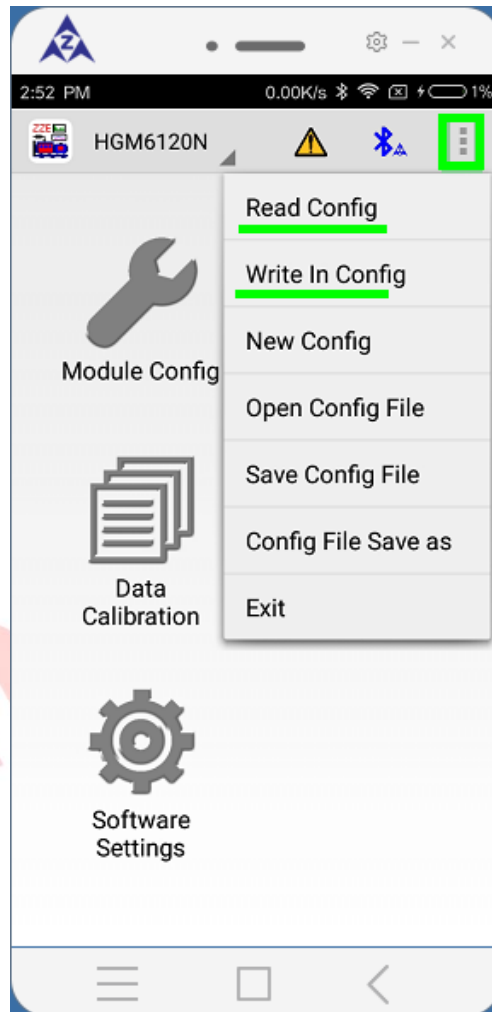 Z
2:52 PM 0.00K/s 1%
ZZE HGM6120N
Read Config
Write In Config
New Config
Open Config File
Save Config File
Config File Save as
Exit
Module Config
Data
Calibration
Software
Settings